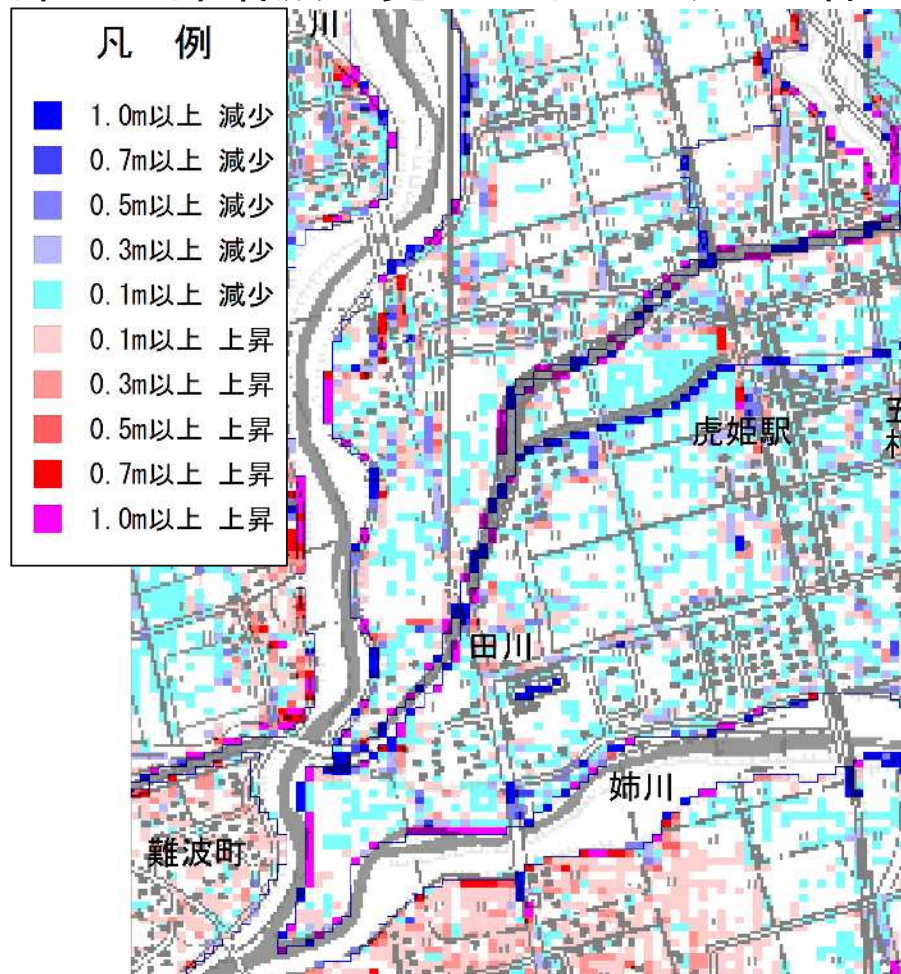 川
凡 例
1.0m以上 減少
0.7m以上 減少
0.5m以上 減少
0.3m以上 減少
0.1m以上 減少
0.1m以上 上昇
0.3m以上 上昇
0.5m以上 上昇
0.7m以上 上昇
1.0m以上 上昇
虎姫駅
田川
姉川
難波町